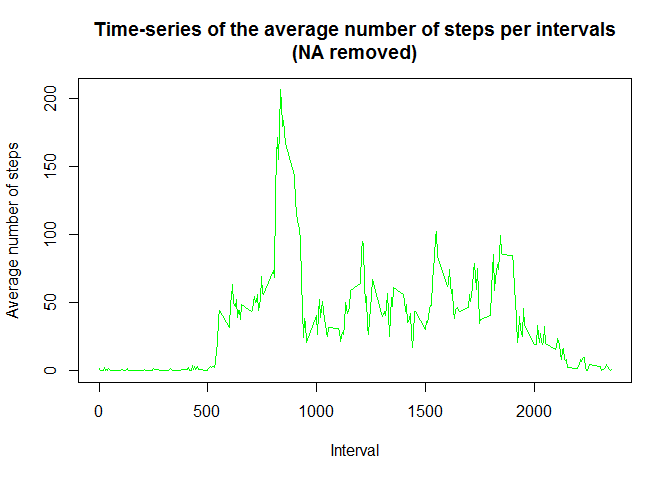 Time-series of the average number of steps per intervals
(NA removed)
Average number of steps
200
150
100
50
0
0 500 1000 1500 2000
Interval